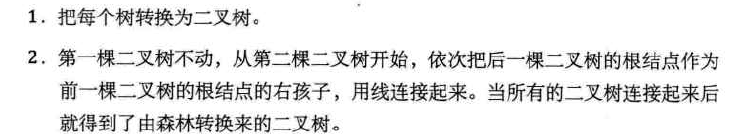 1．把每个树转换为二叉树。
2．第一棵二叉树不动，从第二棵二叉树开始，依次把后一棵二叉树的根结点作为
前一棵二叉树的根结点的右孩子，用线连接起来。当所有的二叉树连接起来后
就得到了由森林转换来的二叉树。